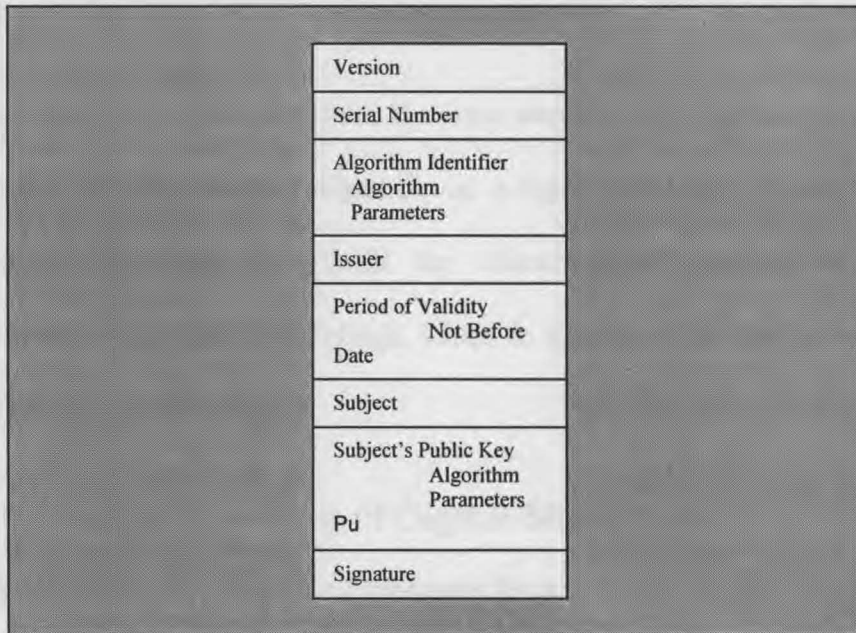 Version
Serial Number
Algorithm Identifier
Algorithm
Parameters
Issuer
Period of Validity
Not Before
Date
Subject
Subject's Public Key
Algorithm
Parameters
Pu
Signature